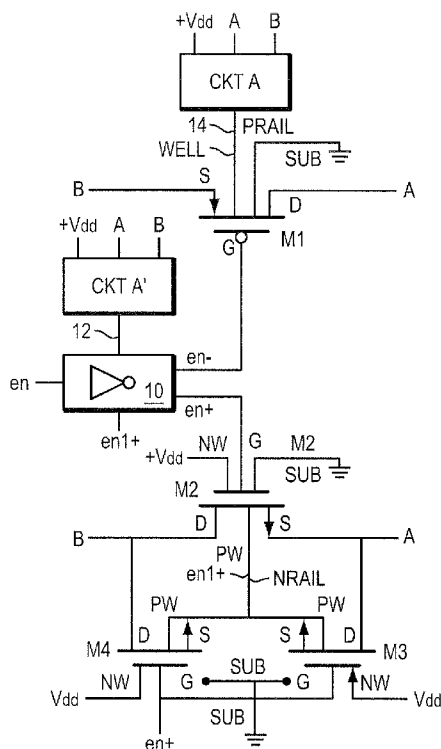 +Vdd A B
CKT A
14 PRAIL
WELL
SUB
B S D A
G M1
+Vdd A B
CKT A'
12
en 10 en-
en+
en1+
NW G M2
+Vdd SUB
M2
B D S A
PW
en1+ NRAIL
PW PW
D S S D
M4 M3
NW G SUB G NW
Vdd SUB Vdd
en+